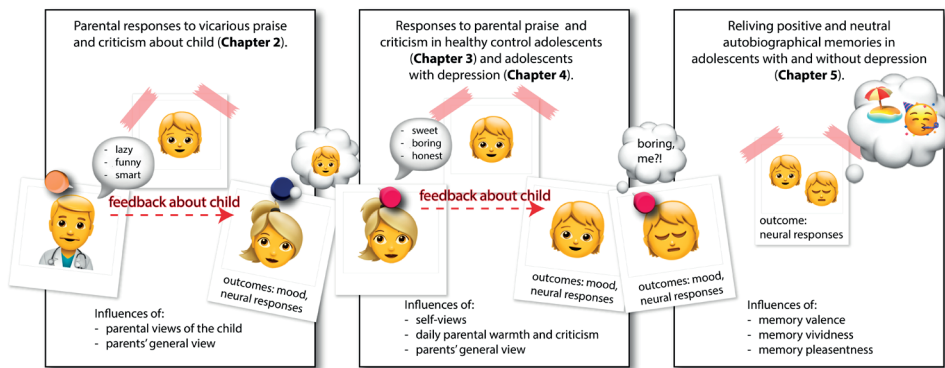 Parental responses to vicarious praise
and criticism about child (Chapter 2).
- lazy
- funny
- smart
feedback about child
outcomes: mood,
neural responses
Influences of:
- parental views of the child
- parents' general view
Responses to parental praise and
criticism in healthy control adolescents
(Chapter 3) and adolescents
with depression (Chapter 4).
- sweet
- boring
- honest
boring,
me?!
feedback about child
outcomes: mood,
neural responses
outcomes: mood,
neural responses
Influences of:
- self-views
- daily parental warmth and criticism
- parents' general view
Reliving positive and neutral
autobiographical memories in
adolescents with and without depression
(Chapter 5).
outcome:
neural responses
Influences of:
- memory valence
- memory vividness
- memory pleasentness